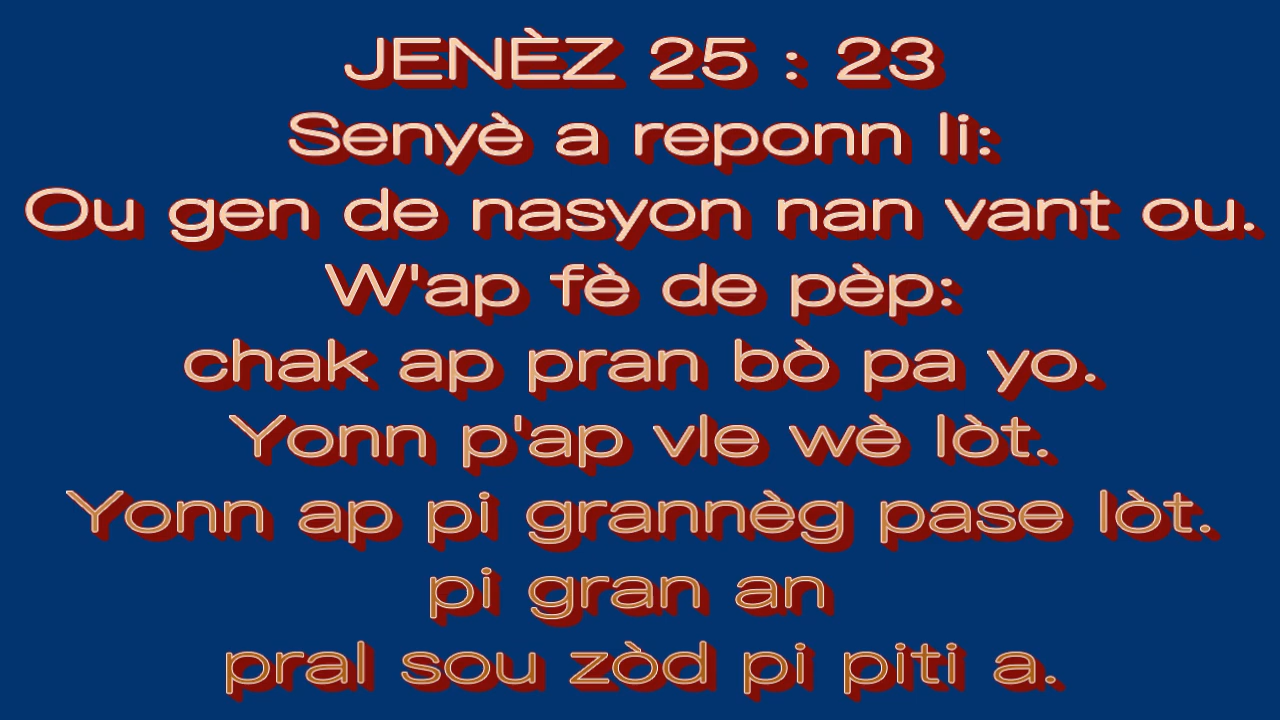 JENÈZ 25 : 23
Senyè a reponn li:
Ou gen de nasyon nan vant ou.
W'ap fè de pèp:
chak ap pran bò pa yo.
Yonn p'ap vle wè lòt.
Yonn ap pi grannèg pase lòt.
pi gran an
pral sou zòd pi piti a.